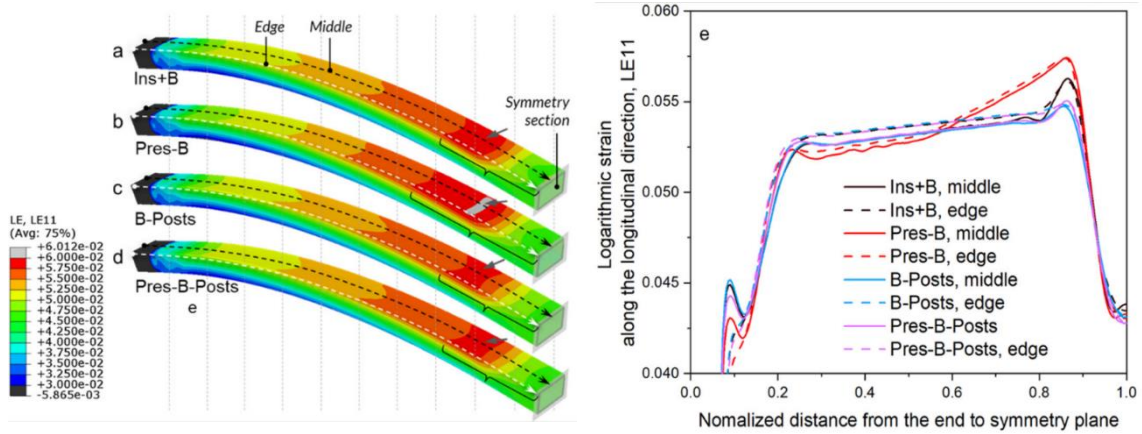 a
Edge
Middle
Ins+B
b
Pres-B
Symmetry
section
c
B-Posts
d
Pres-B-Posts
e
LE, LE11
(Avg: 75%)
+6.012e-02
+6.000e-02
+5.750e-02
+5.500e-02
+5.250e-02
+5.000e-02
+4.750e-02
+4.500e-02
+4.250e-02
+4.000e-02
+3.750e-02
+3.500e-02
+3.250e-02
+3.000e-02
-5.865e-03
e
Logarithmic strain
along the longitudinal direction, LE11
0.060
0.055
0.050
0.045
0.040
Ins+B, middle
Ins+B, edge
Pres-B, middle
Pres-B, edge
B-Posts, middle
B-Posts, edge
Pres-B-Posts
Pres-B-Posts, edge
0.0 0.2 0.4 0.6 0.8 1.0
Nomalized distance from the end to symmetry plane